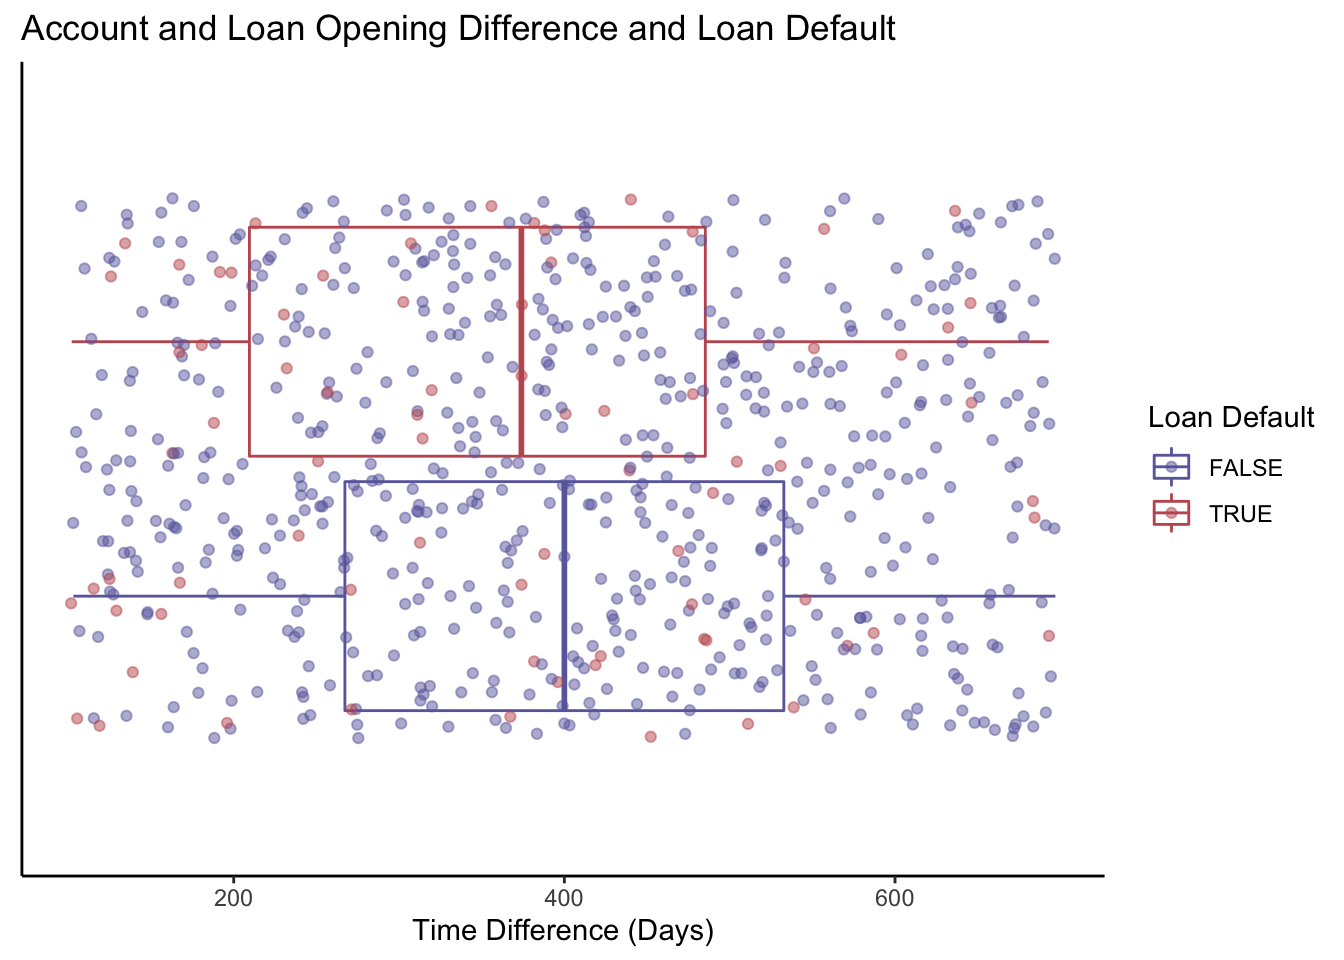 Account and Loan Opening Difference and Loan Default
Loan Default
FALSE
TRUE
200
400
600
Time Difference (Days)